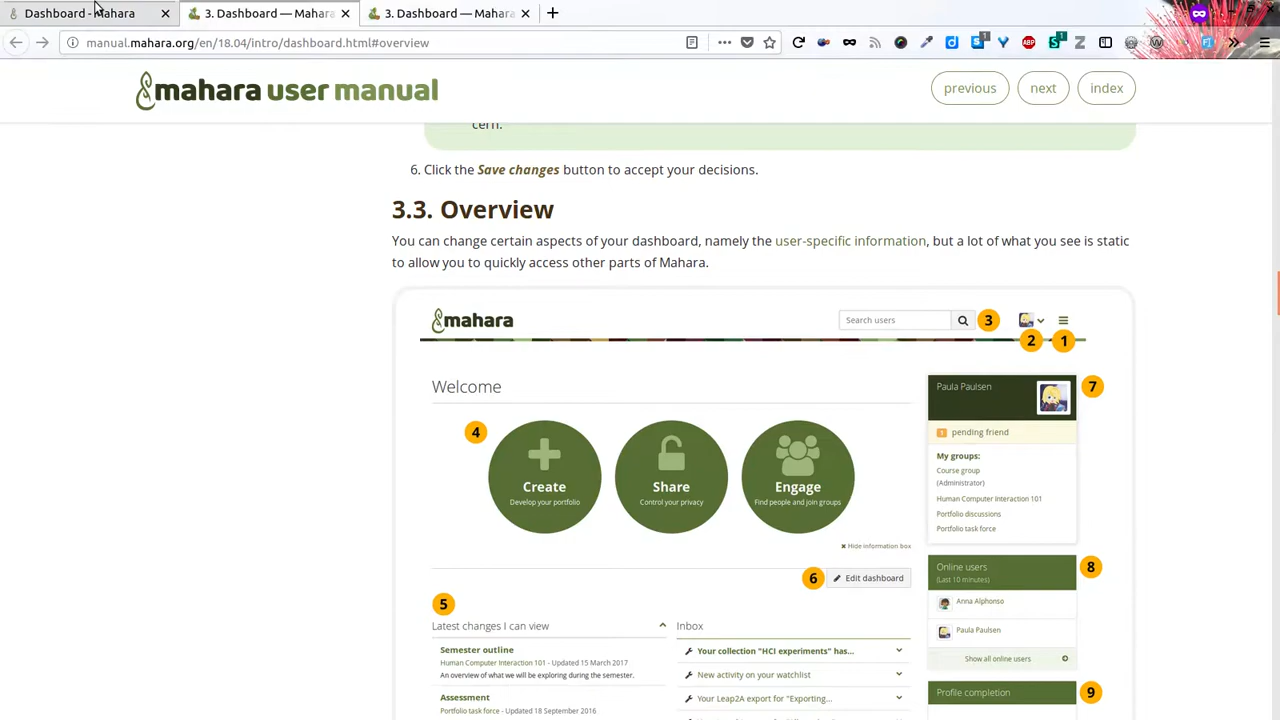 Dashboard - Mahara
3. Dashboard — Mahara
3. Dashboard — Mahara
manual.mahara.org/en/18.04/intro/dashboard.html#overview
mahara user manual
previous
next
index
cern.
6. Click the Save changes button to accept your decisions.
3.3. Overview
You can change certain aspects of your dashboard, namely the user-specific information, but a lot of what you see is static
to allow you to quickly access other parts of Mahara.
mahara
Search users
3
2
1
Welcome
Paula Paulsen
7
4
1 pending friend
My groups:
Course group
(Administrator)
Human Computer Interaction 101
Portfolio discussions
Portfolio task force
Create
Develop your portfolio
Share
Control your privacy
Engage
Find people and join groups
Hide information box
6
Edit dashboard
Online users
(Last 10 minutes)
8
Anna Alphonso
Paula Paulsen
Show all online users
5
Latest changes I can view
Inbox
Semester outline
Human Computer Interaction 101 - Updated 15 March 2017
An overview of what we will be exploring during the semester.
Assessment
Portfolio task force - Updated 18 September 2016
Your collection "HCI experiments" has...
New activity on your watchlist
Your Leap2A export for "Exporting...
Profile completion
9